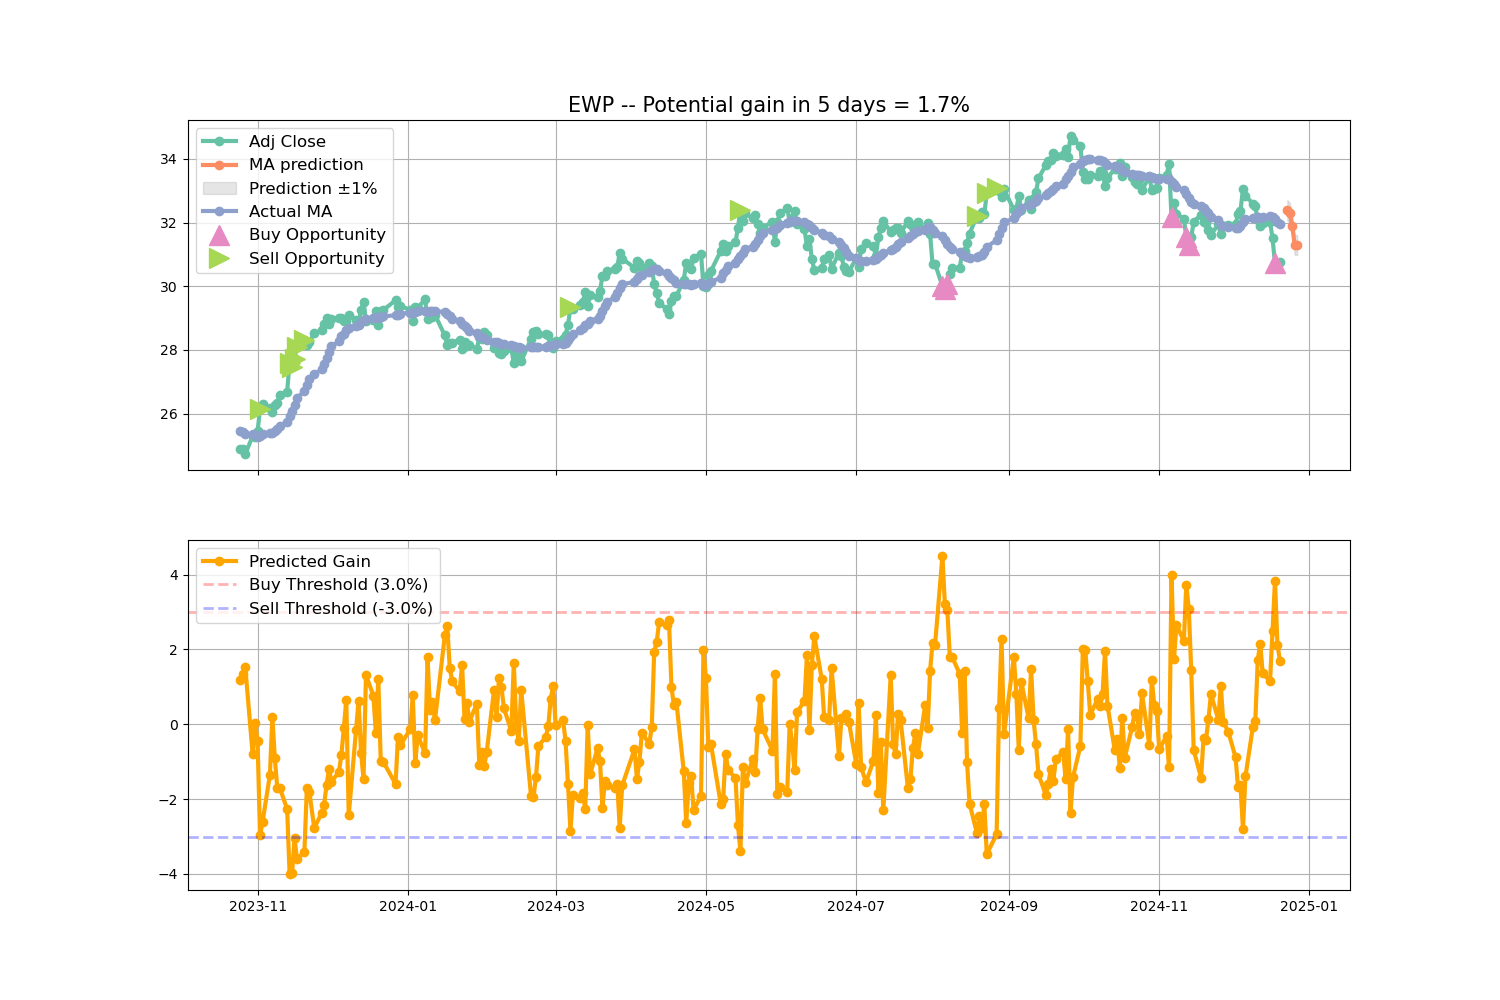 EWP -- Potential gain in 5 days = 1.7%
Adj Close
MA prediction
Prediction ±1%
Actual MA
Buy Opportunity
Sell Opportunity
34
32
30
28
26
Predicted Gain
Buy Threshold (3.0%)
Sell Threshold (-3.0%)
4
2
0
−2
−4
2023-11 2024-01 2024-03 2024-05 2024-07 2024-09 2024-11 2025-01